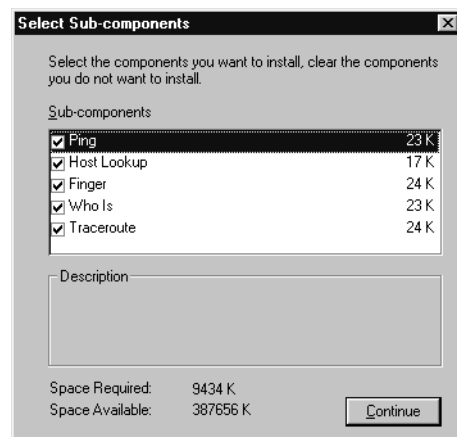 Select Sub-components
Select the components you want to install, clear the components
you do not want to install.
Sub-components
Ping 23 K
Host Lookup 17 K
Finger 24 K
Who Is 23 K
Traceroute 24 K
Description
Space Required: 9434 K
Space Available: 387656 K
Continue